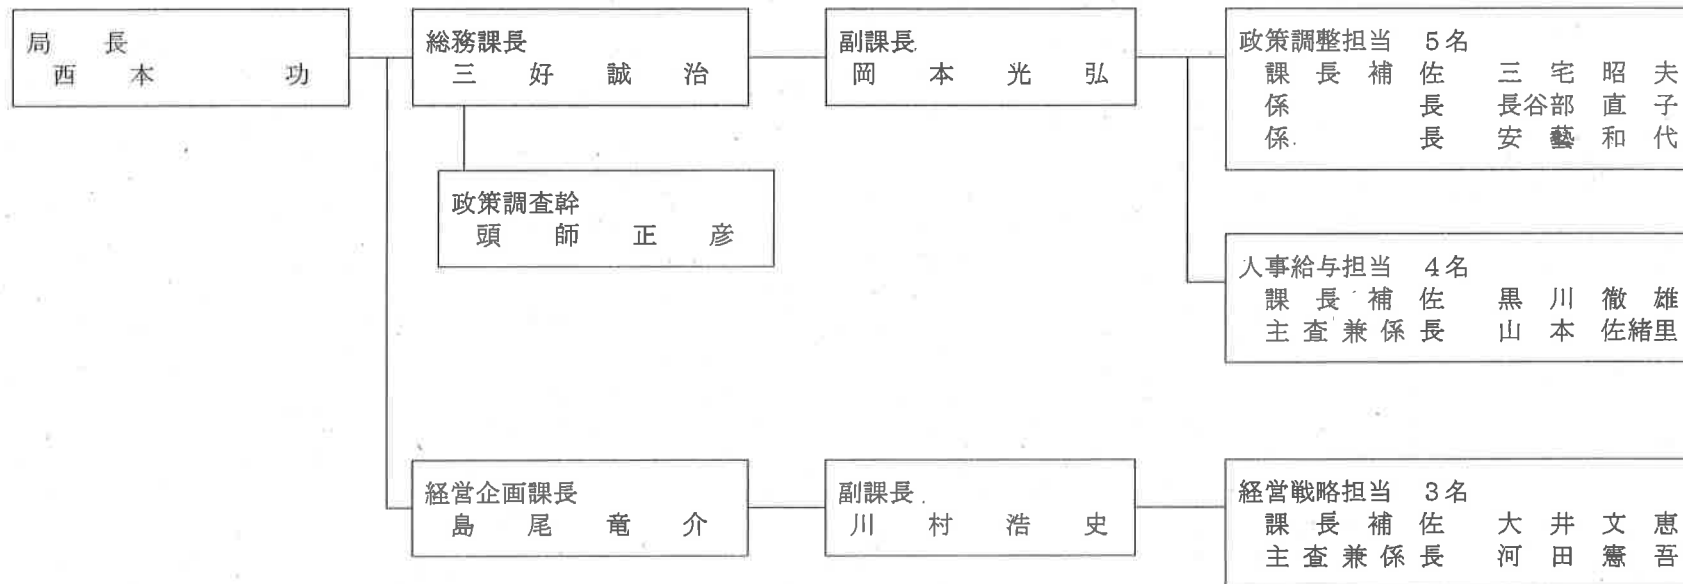 局長
西本 功
総務課長
三好誠治
副課長
岡本光弘
政策調整担当 5名
課長補佐 三宅昭夫
係長 長谷部直子
係長 安藝和代
政策調査幹
頭師正彦
人事給与担当 4名
課長補佐 黒川徹雄
主査兼係長 山本佐緒里
経営企画課長
島尾竜介
副課長
川村浩史
経営戦略担当 3名
課長補佐 大井文恵
主査兼係長 河田憲吾